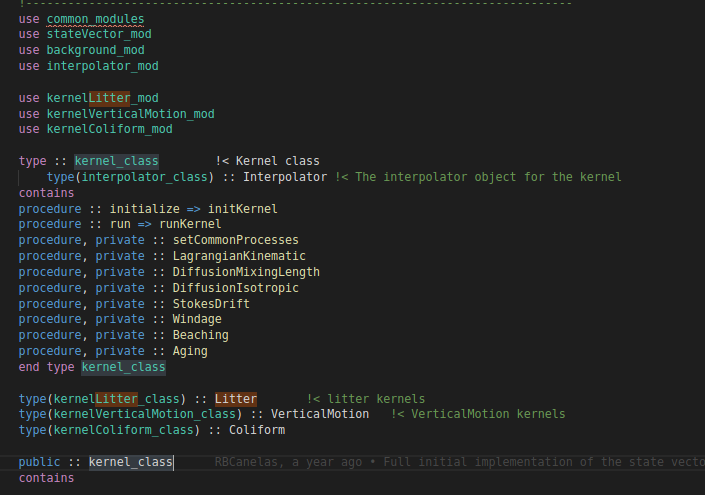 !-------------------------------------------------------------------------------
use common_modules
use stateVector_mod
use background_mod
use interpolator_mod
use kernelLitter_mod
use kernelVerticalMotion_mod
use kernelColiform_mod
type :: kernel_class        !< Kernel class
    type(interpolator_class) :: Interpolator !< The interpolator object for the kernel
contains
procedure :: initialize => initKernel
procedure :: run => runKernel
procedure, private :: setCommonProcesses
procedure, private :: LagrangianKinematic
procedure, private :: DiffusionMixingLength
procedure, private :: DiffusionIsotropic
procedure, private :: StokesDrift
procedure, private :: Windage
procedure, private :: Beaching
procedure, private :: Aging
end type kernel_class
type(kernelLitter_class) :: Litter       !< litter kernels
type(kernelVerticalMotion_class) :: VerticalMotion   !< VerticalMotion kernels
type(kernelColiform_class) :: Coliform
public :: kernel_class      RBCanelas, a year ago • Full initial implementation of the state vecto
contains